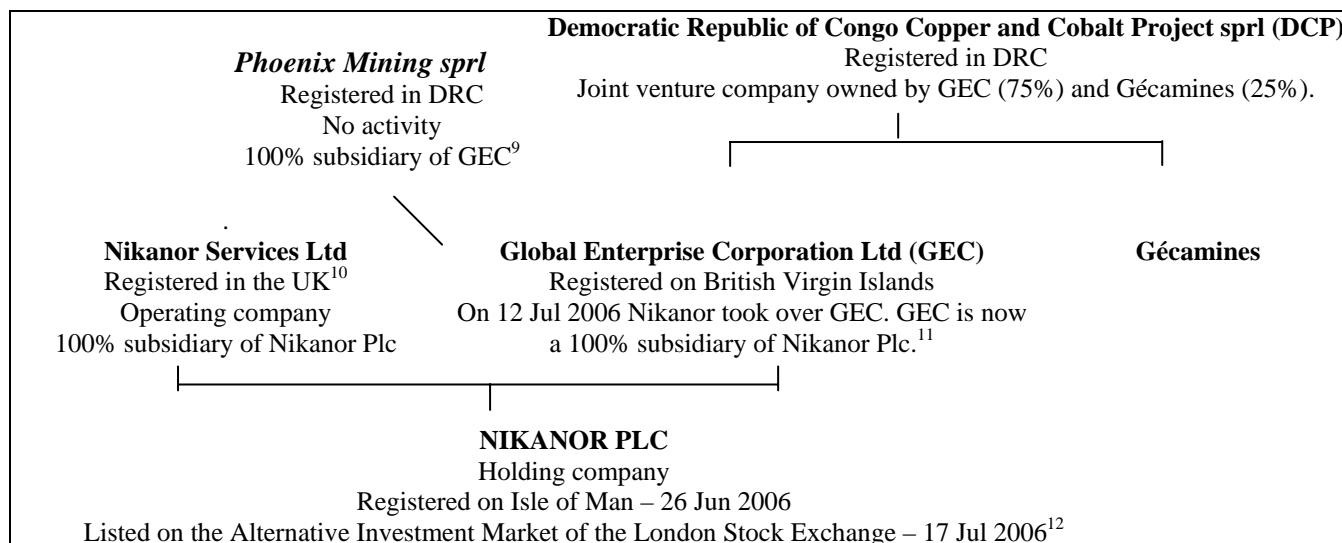 Democratic Republic of Congo Copper and Cobalt Project sprl (DCP)
Registered in DRC
Joint venture company owned by GEC (75%) and Gécamines (25%).
Phoenix Mining sprl
Registered in DRC
No activity
100% subsidiary of GEC9
.
Nikanor Services Ltd
Registered in the UK10
Operating company
100% subsidiary of Nikanor Plc
Global Enterprise Corporation Ltd (GEC)
Registered on British Virgin Islands
On 12 Jul 2006 Nikanor took over GEC. GEC is now
a 100% subsidiary of Nikanor Plc.11
Gécamines
NIKANOR PLC
Holding company
Registered on Isle of Man – 26 Jun 2006
Listed on the Alternative Investment Market of the London Stock Exchange – 17 Jul 200612